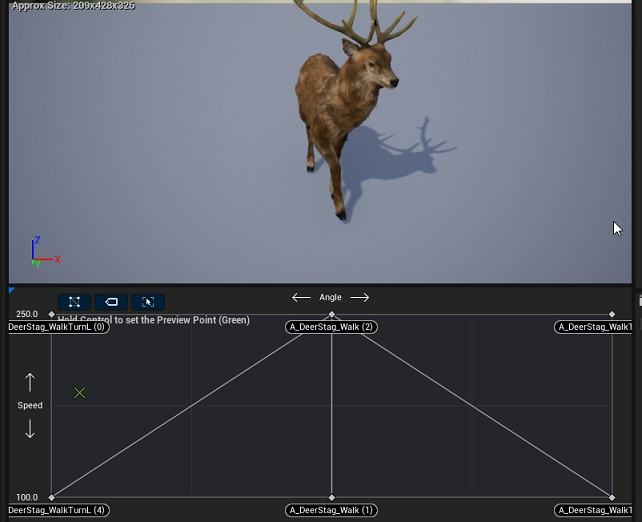 Approx Size: 209x428x326
Z
X
Y
Angle
250.0
Hold Control to set the Preview Point (Green)
DeerStag_WalkTurnL (0)
A_DeerStag_Walk (2)
A_DeerStag_WalkT
Speed
100.0
DeerStag_WalkTurnL (4)
A_DeerStag_Walk (1)
A_DeerStag_WalkT